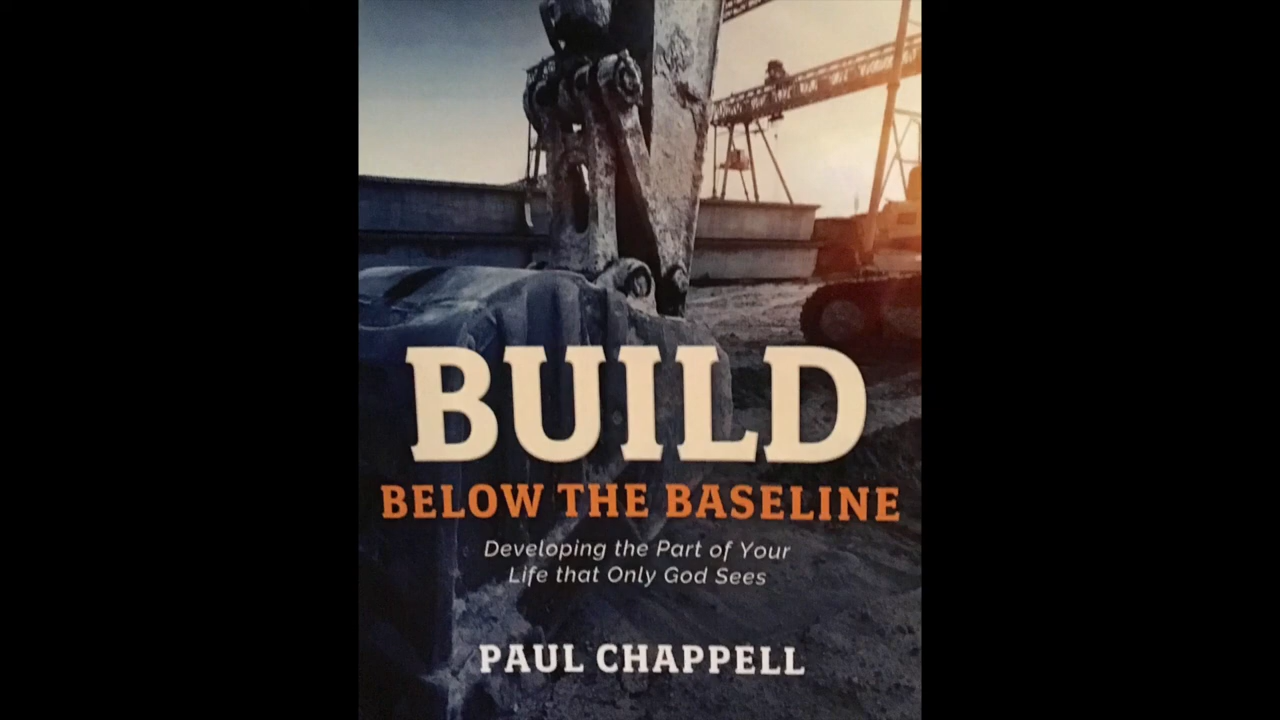 BUILD
BELOW THE BASELINE
Developing the Part of Your
Life that Only God Sees
PAUL CHAPPELL